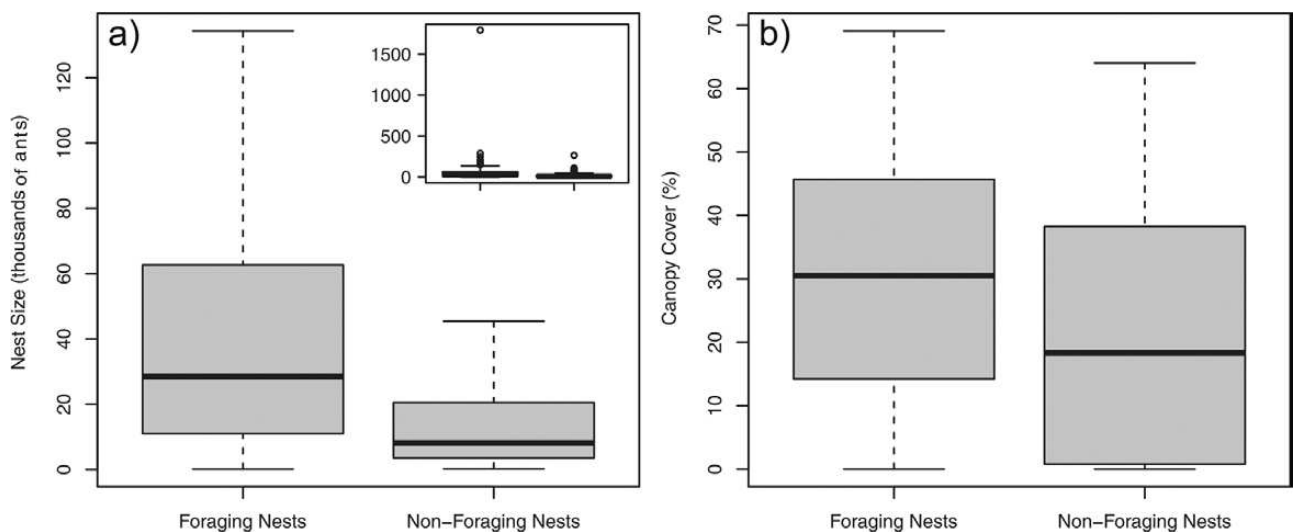 a)
Nest Size (thousands of ants)
120
100
80
60
40
20
0
1500
1000
500
0
Foraging Nests
Non-Foraging Nests
b)
Canopy Cover (%)
70
60
50
40
30
20
10
0
Foraging Nests
Non-Foraging Nests